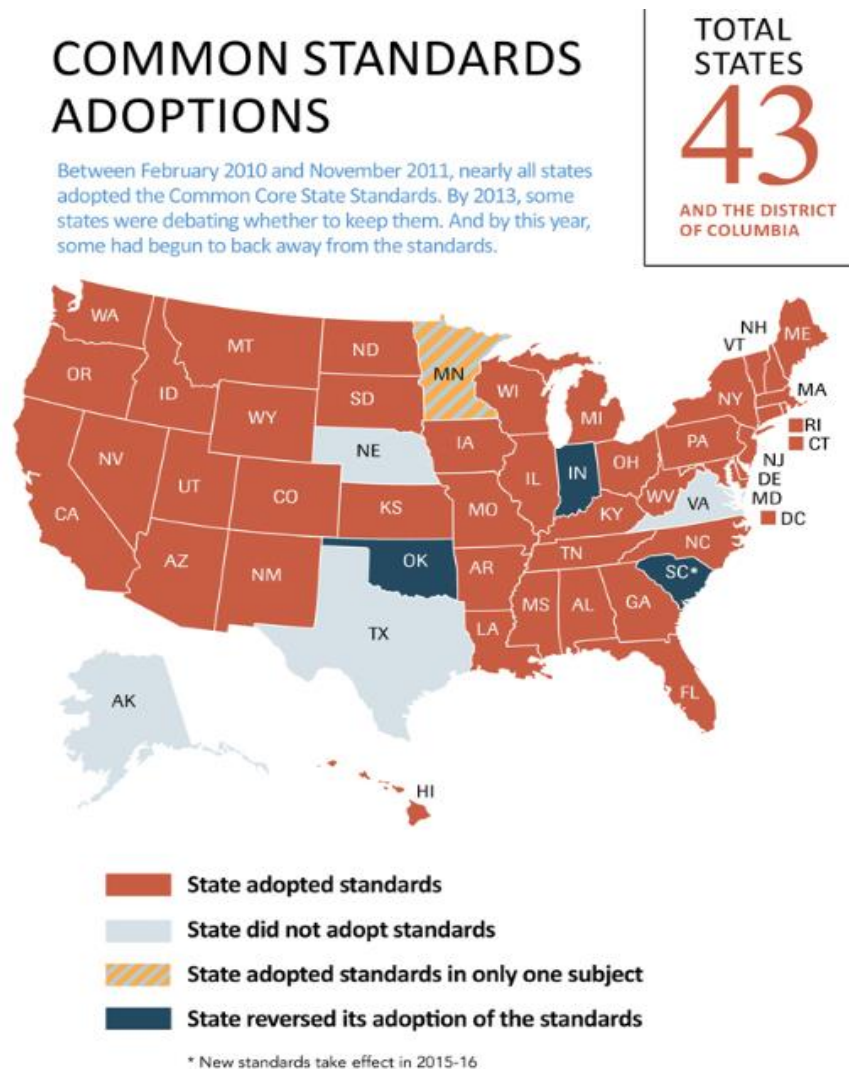 COMMON STANDARDS
ADOPTIONS
Between February 2010 and November 2011, nearly all states
adopted the Common Core State Standards. By 2013, some
states were debating whether to keep them. And by this year,
some had begun to back away from the standards.
TOTAL
STATES
43
AND THE DISTRICT
OF COLUMBIA
WA
MT
ND
MN
OR
ID
WY
SD
WI
MI
NY
VT
NH
ME
MA
RI
CT
NV
UT
CO
NE
IA
IL
IN
OH
PA
NJ
DE
MD
DC
CA
KS
MO
KY
WV
VA
AZ
NM
OK
AR
TN
NC
SC*
TX
LA
MS
AL
GA
FL
AK
HI
State adopted standards
State did not adopt standards
State adopted standards in only one subject
State reversed its adoption of the standards
* New standards take effect in 2015-16